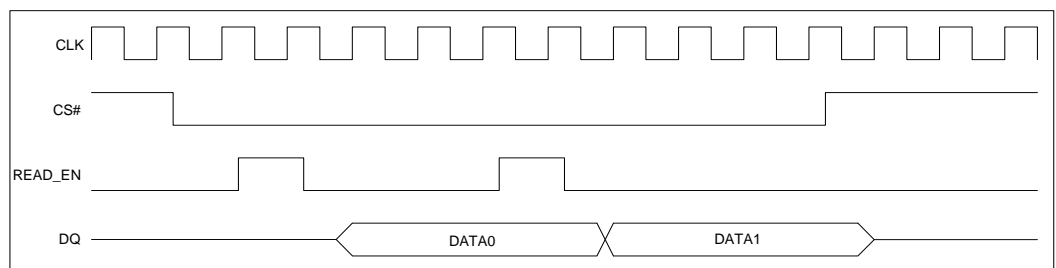 CLK
CS#
READ_EN
DQ
DATA0
DATA1